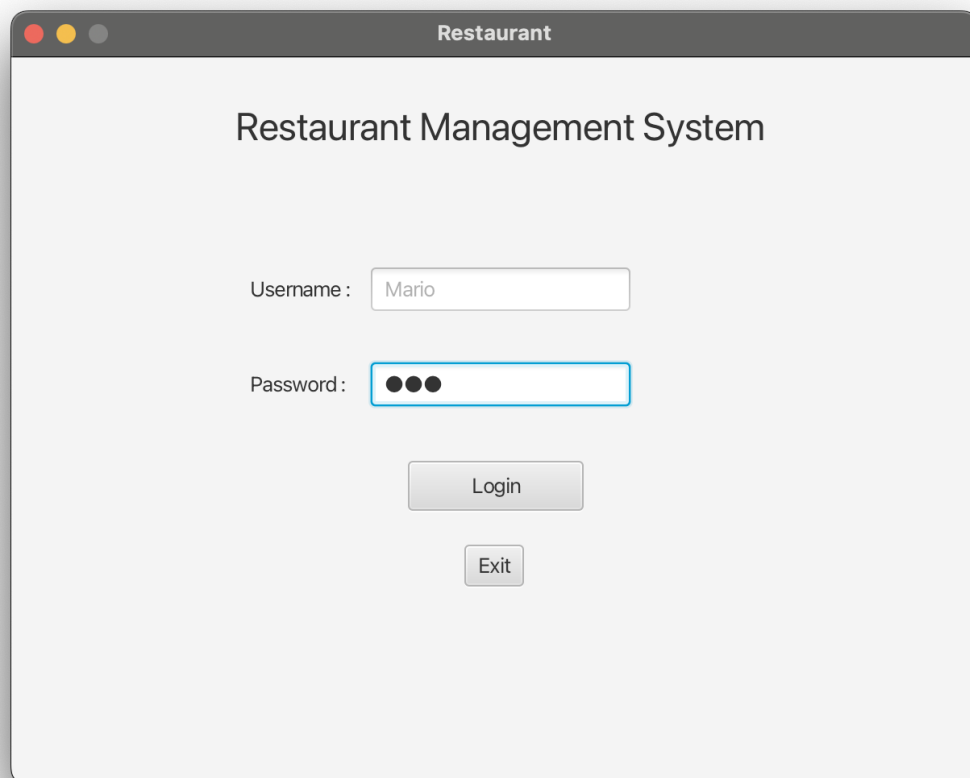 Restaurant
Restaurant Management System
Username : Mario
Password : ●●●
Login
Exit